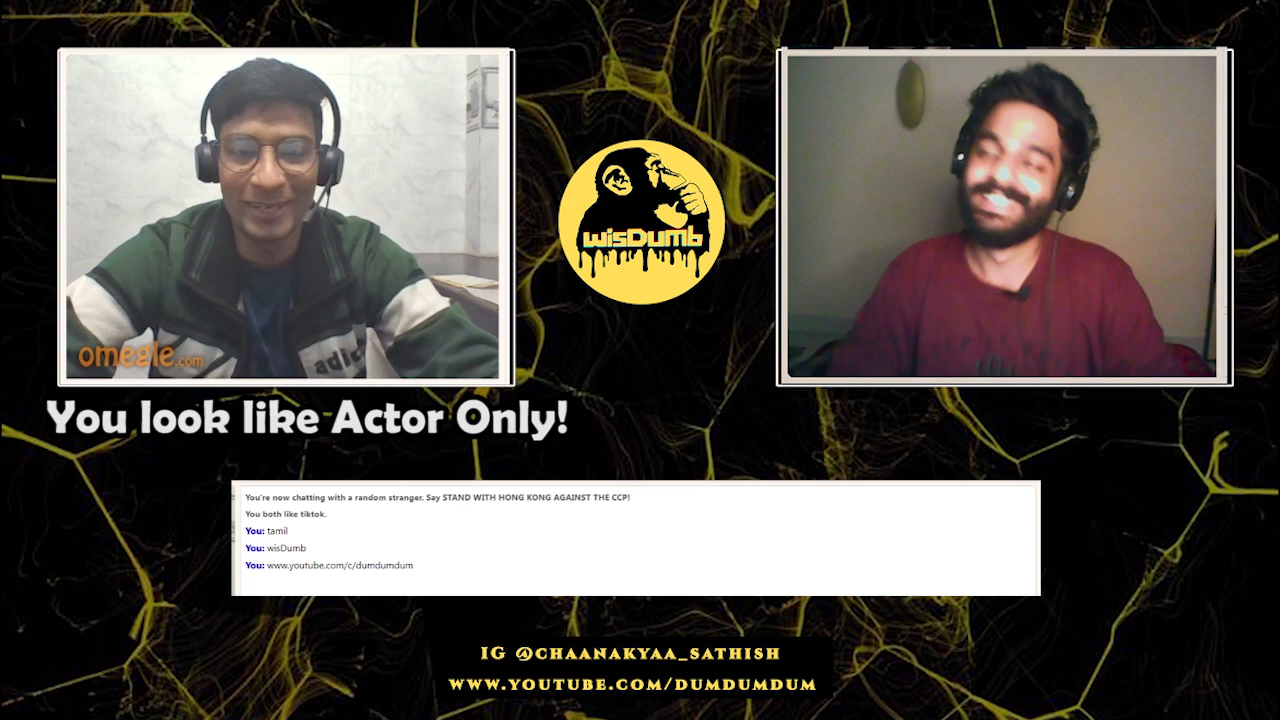 wisDumb
omegle.com
adid
You look like Actor Only!
You're now chatting with a random stranger. Say STAND WITH HONG KONG AGAINST THE CCP!
You both like tiktok.
You: tamil
You: wisDumb
You: www.youtube.com/c/dumdumdum
IG @CHAANAKYAA_SATHISH
WWW.YOUTUBE.COM/DUMDUMDUM